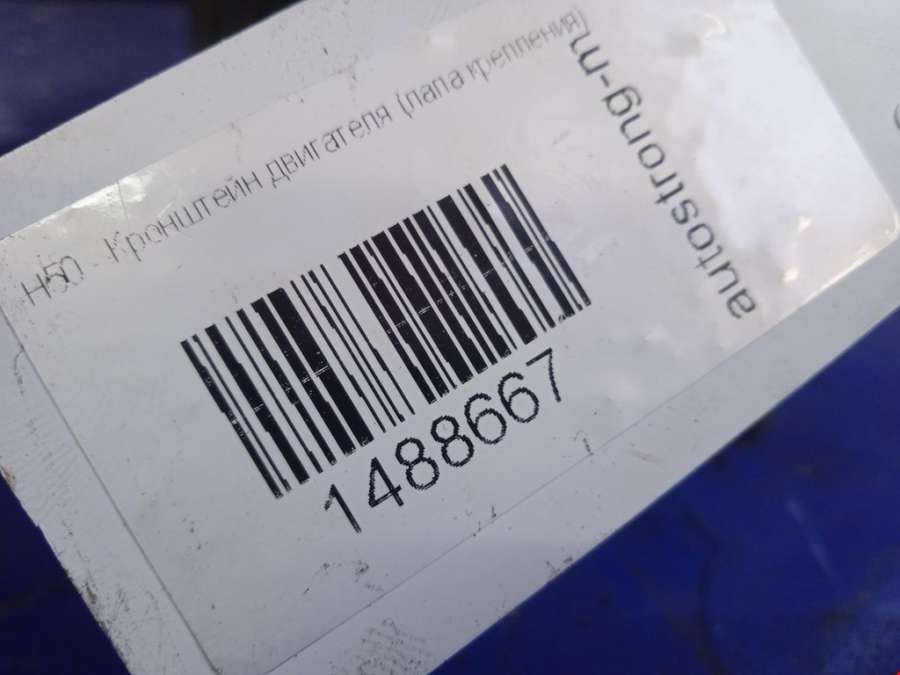 H50 - Кронштейн двигателя (лапа крепления)
1488667
autostrong-m